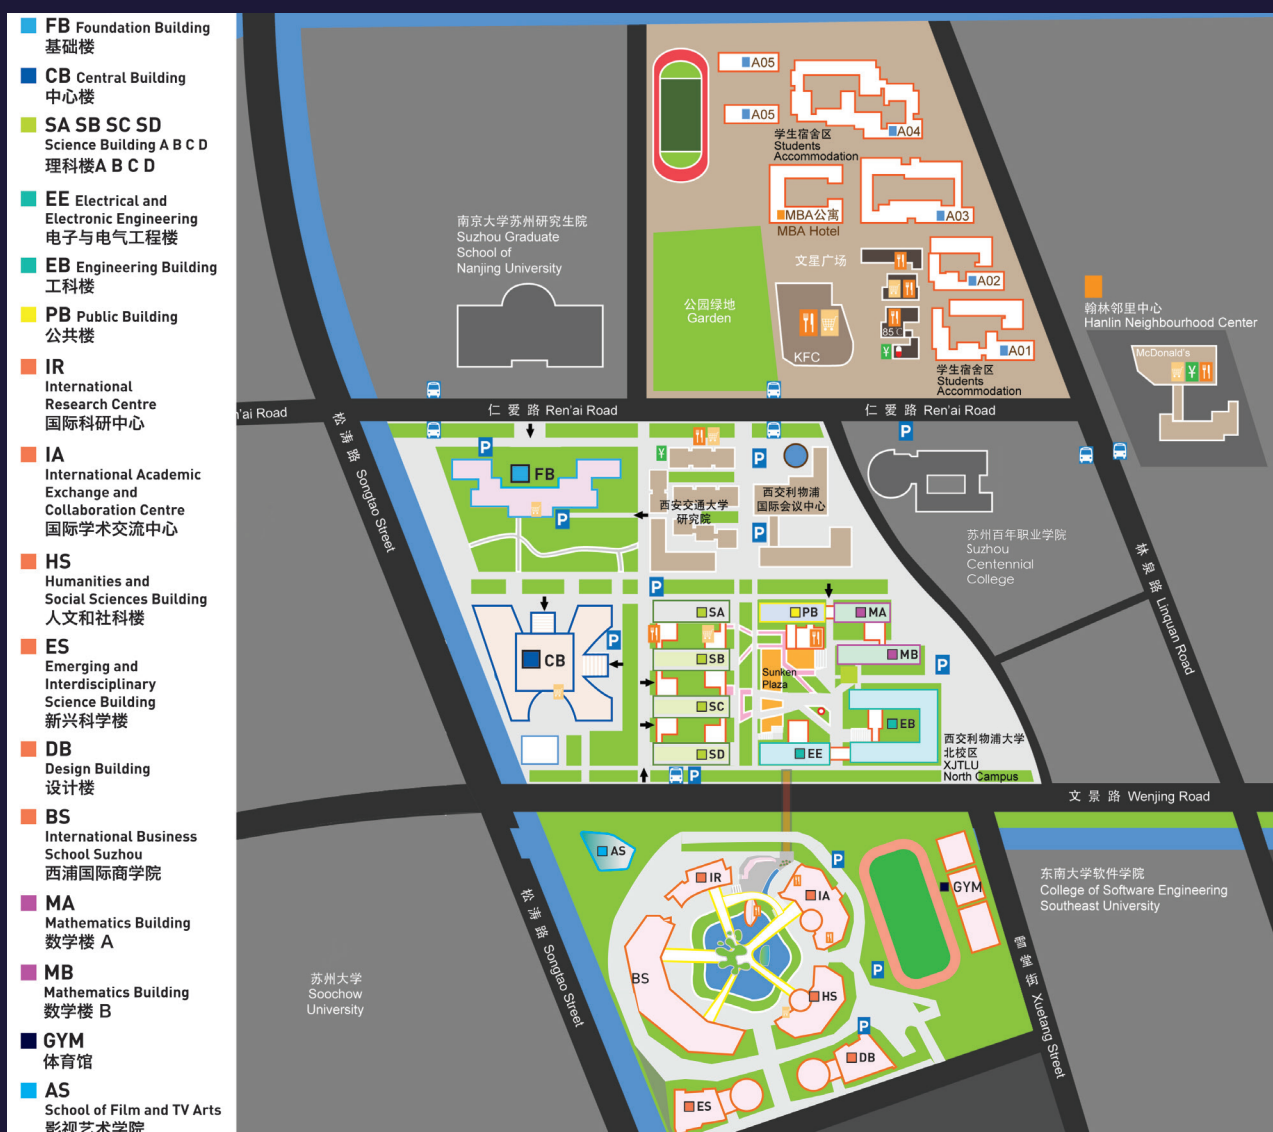 FB Foundation Building
基础楼
CB Central Building
中心楼
SA SB SC SD
Science Building A B C D
理科楼A B C D
EE Electrical and
Electronic Engineering
电子与电气工程楼
EB Engineering Building
工科楼
PB Public Building
公共楼
IR
International
Research Centre
国际科研中心
IA
International Academic
Exchange and
Collaboration Centre
国际学术交流中心
HS
Humanities and
Social Sciences Building
人文和社科楼
ES
Emerging and
Interdisciplinary
Science Building
新兴科学楼
DB
Design Building
设计楼
BS
International Business
School Suzhou
西浦国际商学院
MA
Mathematics Building
数学楼 A
MB
Mathematics Building
数学楼 B
GYM
体育馆
AS
School of Film and TV Arts
影视艺术学院
A05
A05
A04
学生宿舍区
Students
Accommodation
MBA公寓
MBA Hotel
A03
南京大学苏州研究生院
Suzhou Graduate
School of
Nanjing University
文星广场
A02
公园绿地
Garden
KFC
85
¥
A01
学生宿舍区
Students
Accommodation
翰林邻里中心
Hanlin Neighbourhood Center
McDonald's
¥
n'ai Road
仁爱路 Ren'ai Road
仁爱路 Ren'ai Road
松涛路 Songtao Street
P
P
P
¥
FB
P
P
西安交通大学
研究院
西交利物浦
国际会议中心
苏州百年职业学院
Suzhou
Centennial
College
林泉路 Linquan Road
P
SA
PB
MA
P
CB
SB
MB
P
Sunken
Plaza
SC
EB
SD
EE
西交利物浦大学
北校区
XJTLU
North Campus
P
文景路 Wenjing Road
AS
IR
IA
P
GYM
东南大学软件学院
College of Software Engineering
Southeast University
松涛路 Songtao Street
雪堂街 Xuetang Street
BS
HS
P
P
DB
ES
苏州大学
Soochow
University